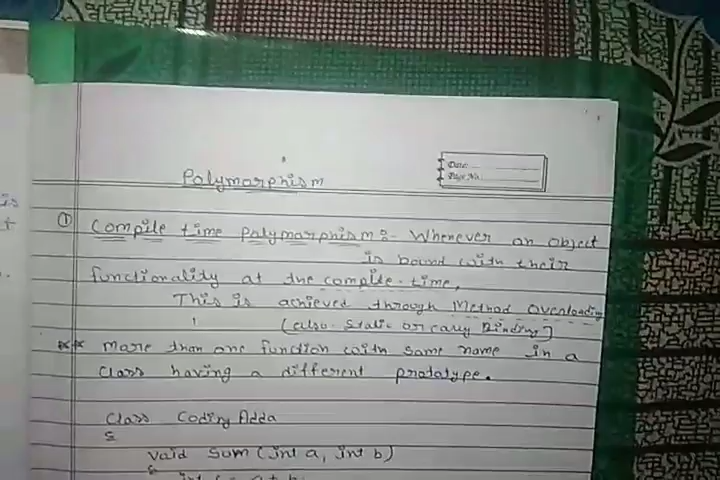 Date:
Page No.
Polymorphism
① Compile time polymorphism:- Whenever an object
is bound with their
functionality at the compile-time,
This is achieved through Method Overloading
(also static or early Binding)
** More than one function with same name in a
class having a different prototype.
Class Coding Adda
{
void Sum (int a, int b)
{